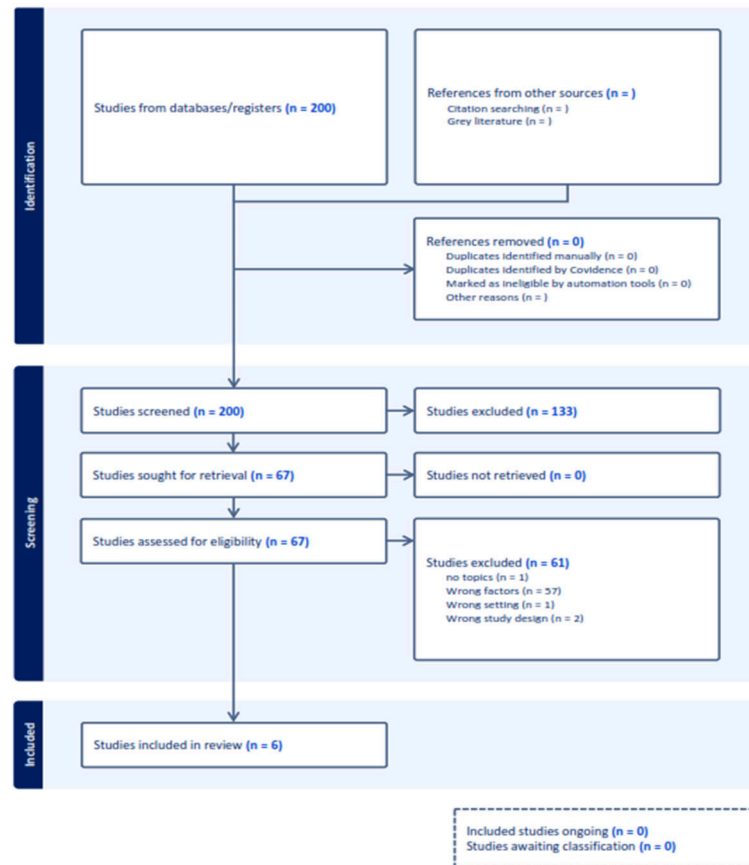 Identification
Studies from databases/registers (n = 200)
References from other sources (n = )
Citation searching (n = )
Grey literature (n = )
References removed (n = 0)
Duplicates identified manually (n = 0)
Duplicates identified by Covidence (n = 0)
Marked as ineligible by automation tools (n = 0)
Other reasons (n = )
Screening
Studies screened (n = 200)
Studies excluded (n = 133)
Studies sought for retrieval (n = 67)
Studies not retrieved (n = 0)
Studies assessed for eligibility (n = 67)
Studies excluded (n = 61)
no topics (n = 1)
Wrong factors (n = 57)
Wrong setting (n = 1)
Wrong study design (n = 2)
Included
Studies included in review (n = 6)
Included studies ongoing (n = 0)
Studies awaiting classification (n = 0)